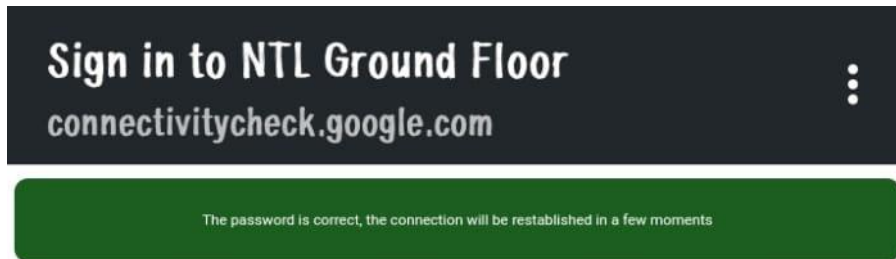 Sign in to NTL Ground Floor
connectivitycheck.google.com
The password is correct, the connection will be restablished in a few moments